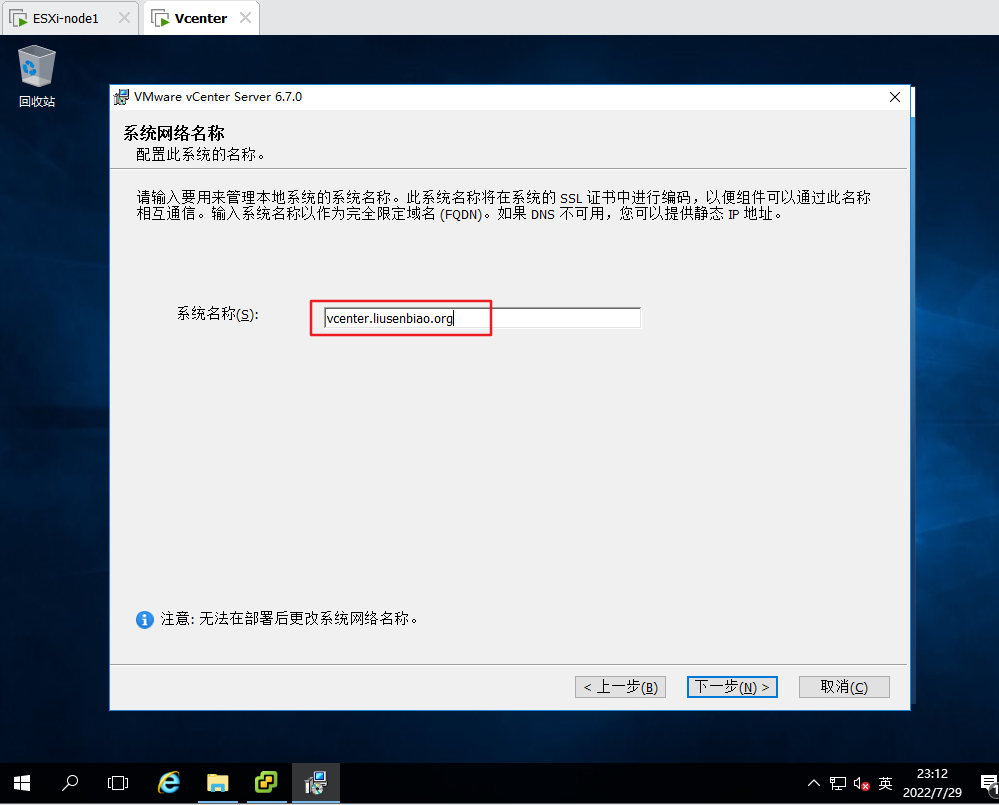 ESXi-node1
Vcenter
回收站
VMware vCenter Server 6.7.0
系统网络名称
配置此系统的名称。
请输入要用来管理本地系统的系统名称。此系统名称将在系统的 SSL 证书中进行编码，以便组件可以通过此名称
相互通信。输入系统名称以作为完全限定域名 (FQDN)。如果 DNS 不可用，您可以提供静态 IP 地址。
系统名称(S):
vcenter.liusenbiao.org
注意: 无法在部署后更改系统网络名称。
< 上一步(B)
下一步(N) >
取消(C)
英
23:12
2022/7/29
1